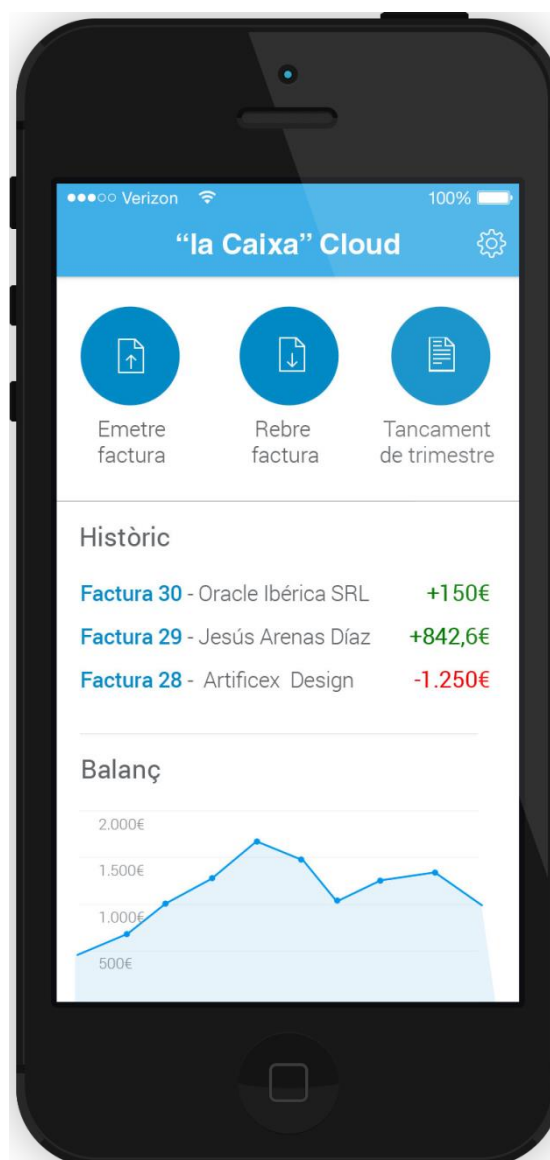 Verizon 100%
“la Caixa” Cloud
Emetre
factura
Rebre
factura
Tancament
de trimestre
Històric
Factura 30 - Oracle Ibérica SRL +150€
Factura 29 - Jesús Arenas Díaz +842,6€
Factura 28 - Artificex Design -1.250€
Balanç
2.000€
1.500€
1.000€
500€